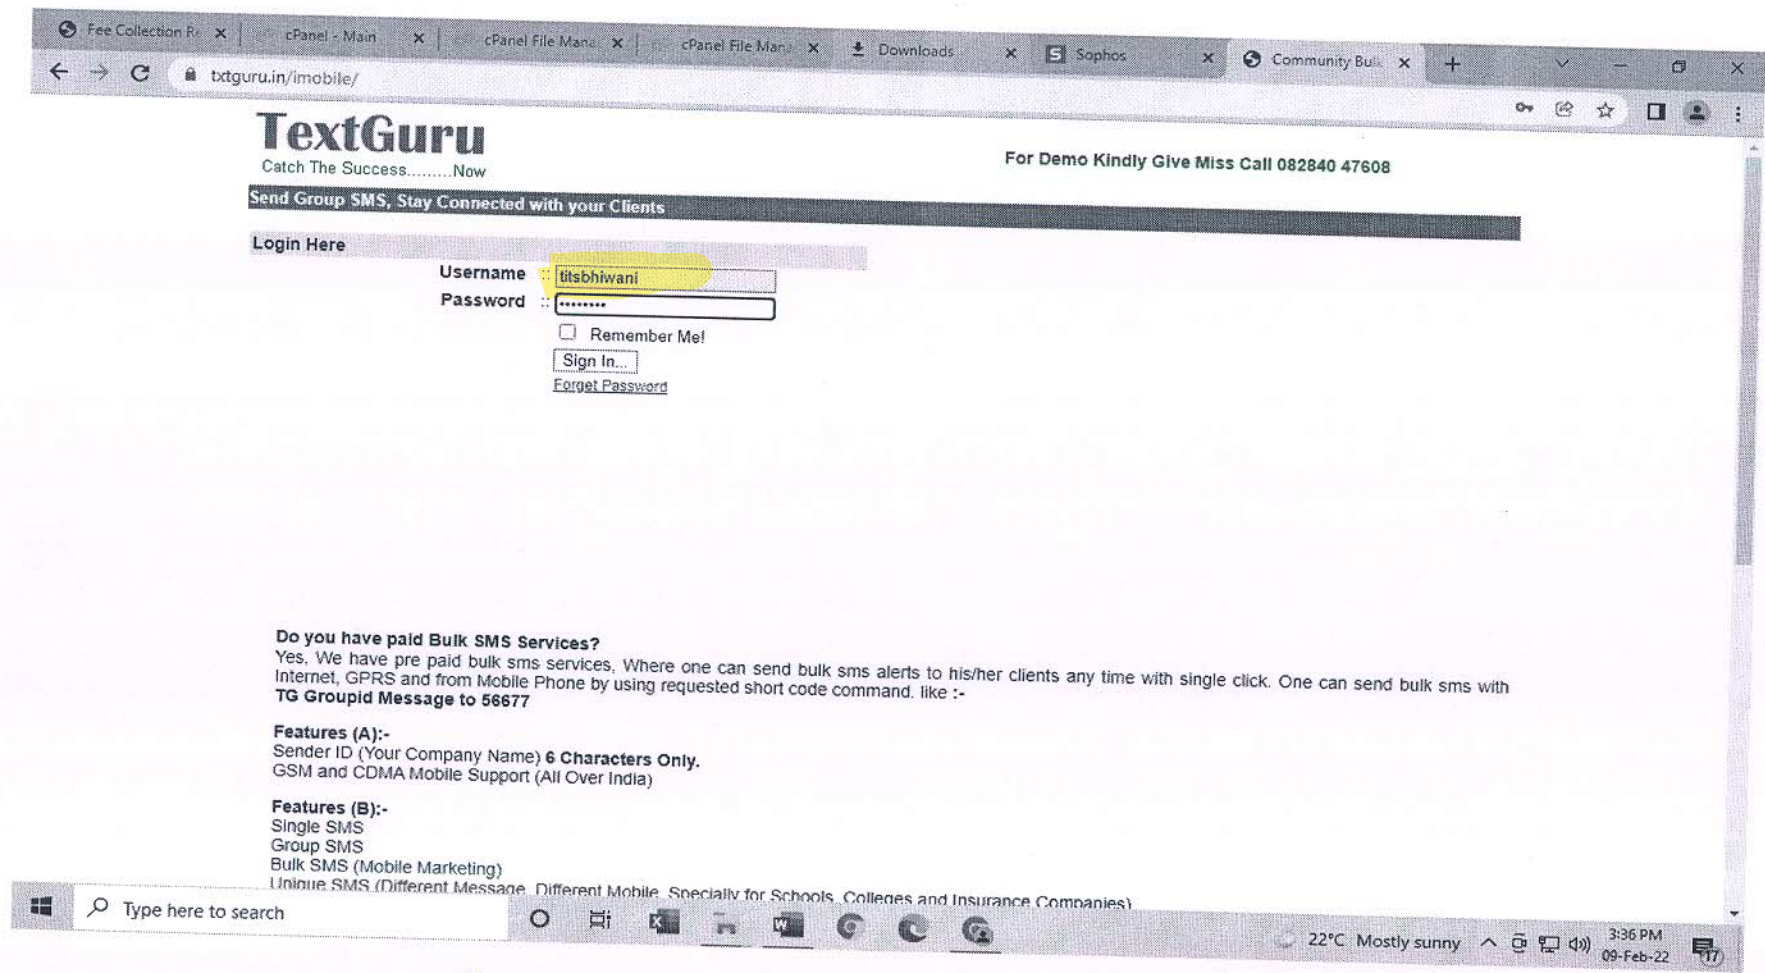 Fee Collection Re
cPanel - Main
cPanel File Mana
cPanel File Mana
Downloads
Sophos
Community Bulk
txtguru.in/imobile/
TextGuru
Catch The Success.........Now
For Demo Kindly Give Miss Call 082840 47608
Send Group SMS, Stay Connected with your Clients
Login Here
Username :: titsbhiwani
Password :: ••••••••
Remember Me!
Sign In...
Forget Password
Do you have paid Bulk SMS Services?
Yes, We have pre paid bulk sms services, Where one can send bulk sms alerts to his/her clients any time with single click. One can send bulk sms with
Internet, GPRS and from Mobile Phone by using requested short code command. like :-
TG Groupid Message to 56677
Features (A):-
Sender ID (Your Company Name) 6 Characters Only.
GSM and CDMA Mobile Support (All Over India)
Features (B):-
Single SMS
Group SMS
Bulk SMS (Mobile Marketing)
Unique SMS (Different Message, Different Mobile, Specially for Schools, Colleges and Insurance Companies)
Type here to search
22°C Mostly sunny
3:36 PM
09-Feb-22
17